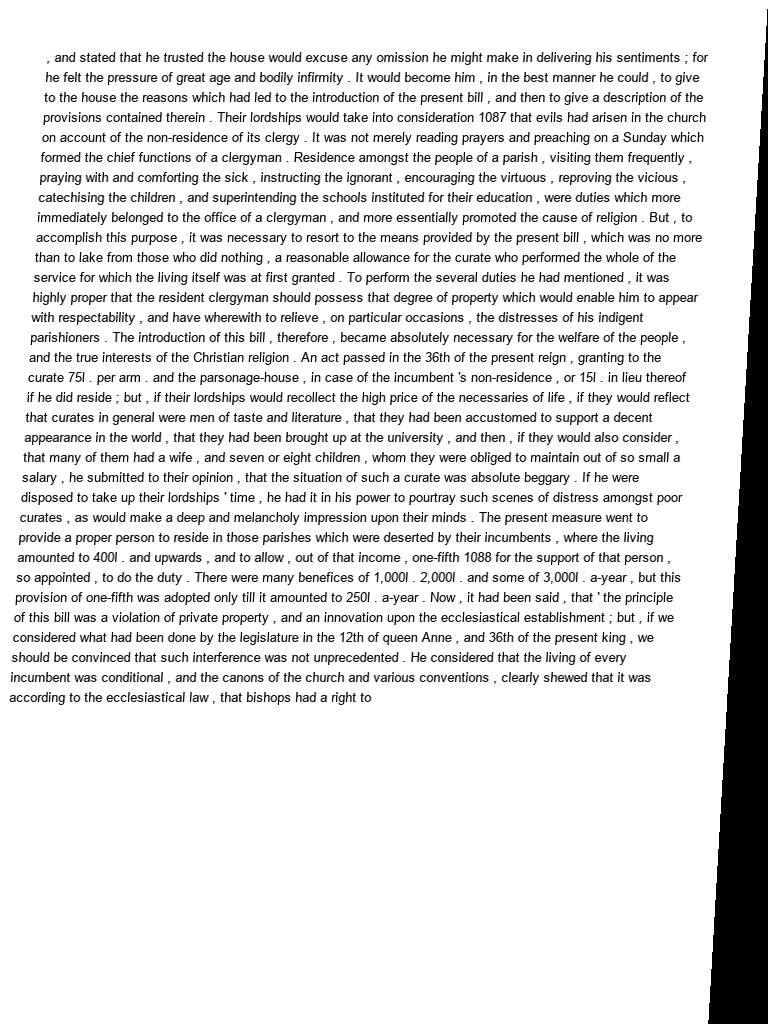 , and stated that he trusted the house would excuse any omission he might make in delivering his sentiments ; for
he felt the pressure of great age and bodily infirmity . It would become him , in the best manner he could , to give
to the house the reasons which had led to the introduction of the present bill , and then to give a description of the
provisions contained therein . Their lordships would take into consideration 1087 that evils had arisen in the church
on account of the non-residence of its clergy . It was not merely reading prayers and preaching on a Sunday which
formed the chief functions of a clergyman . Residence amongst the people of a parish , visiting them frequently ,
praying with and comforting the sick , instructing the ignorant , encouraging the virtuous , reproving the vicious ,
catechising the children , and superintending the schools instituted for their education , were duties which more
immediately belonged to the office of a clergyman , and more essentially promoted the cause of religion . But , to
accomplish this purpose , it was necessary to resort to the means provided by the present bill , which was no more
than to lake from those who did nothing , a reasonable allowance for the curate who performed the whole of the
service for which the living itself was at first granted . To perform the several duties he had mentioned , it was
highly proper that the resident clergyman should possess that degree of property which would enable him to appear
with respectability , and have wherewith to relieve , on particular occasions , the distresses of his indigent
parishioners . The introduction of this bill , therefore , became absolutely necessary for the welfare of the people ,
and the true interests of the Christian religion . An act passed in the 36th of the present reign , granting to the
curate 75l . per arm . and the parsonage-house , in case of the incumbent 's non-residence , or 15l . in lieu thereof
if he did reside ; but , if their lordships would recollect the high price of the necessaries of life , if they would reflect
that curates in general were men of taste and literature , that they had been accustomed to support a decent
appearance in the world , that they had been brought up at the university , and then , if they would also consider ,
that many of them had a wife , and seven or eight children , whom they were obliged to maintain out of so small a
salary , he submitted to their opinion , that the situation of such a curate was absolute beggary . If he were
disposed to take up their lordships ' time , he had it in his power to pourtray such scenes of distress amongst poor
curates , as would make a deep and melancholy impression upon their minds . The present measure went to
provide a proper person to reside in those parishes which were deserted by their incumbents , where the living
amounted to 400l . and upwards , and to allow , out of that income , one-fifth 1088 for the support of that person ,
so appointed , to do the duty . There were many benefices of 1,000l . 2,000l . and some of 3,000l . a-year , but this
provision of one-fifth was adopted only till it amounted to 250l . a-year . Now , it had been said , that ' the principle
of this bill was a violation of private property , and an innovation upon the ecclesiastical establishment ; but , if we
considered what had been done by the legislature in the 12th of queen Anne , and 36th of the present king , we
should be convinced that such interference was not unprecedented . He considered that the living of every
incumbent was conditional , and the canons of the church and various conventions , clearly shewed that it was
according to the ecclesiastical law , that bishops had a right to